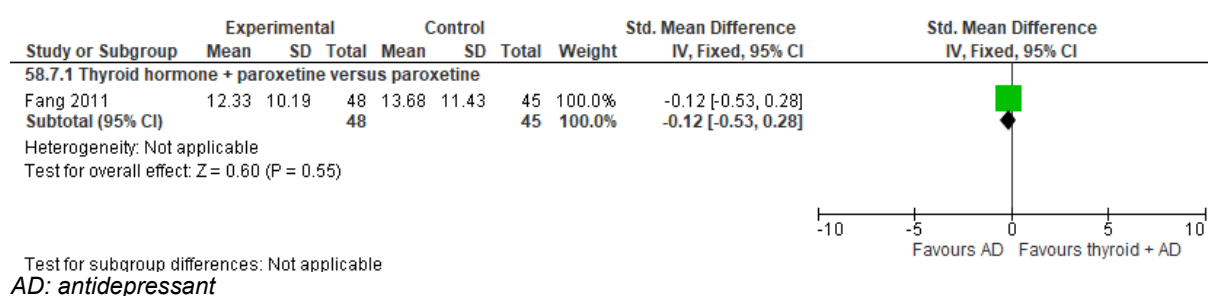 Experimental Control Std. Mean Difference Std. Mean Difference
Study or Subgroup Mean SD Total Mean SD Total Weight IV, Fixed, 95% CI IV, Fixed, 95% CI
58.7.1 Thyroid hormone + paroxetine versus paroxetine
Fang 2011 12.33 10.19 48 13.68 11.43 45 100.0% -0.12 [-0.53, 0.28]
Subtotal (95% CI) 48 45 100.0% -0.12 [-0.53, 0.28]
Heterogeneity: Not applicable
Test for overall effect: Z = 0.60 (P = 0.55)
-10 -5 0 5 10
Favours AD Favours thyroid + AD
Test for subgroup differences: Not applicable
AD: antidepressant